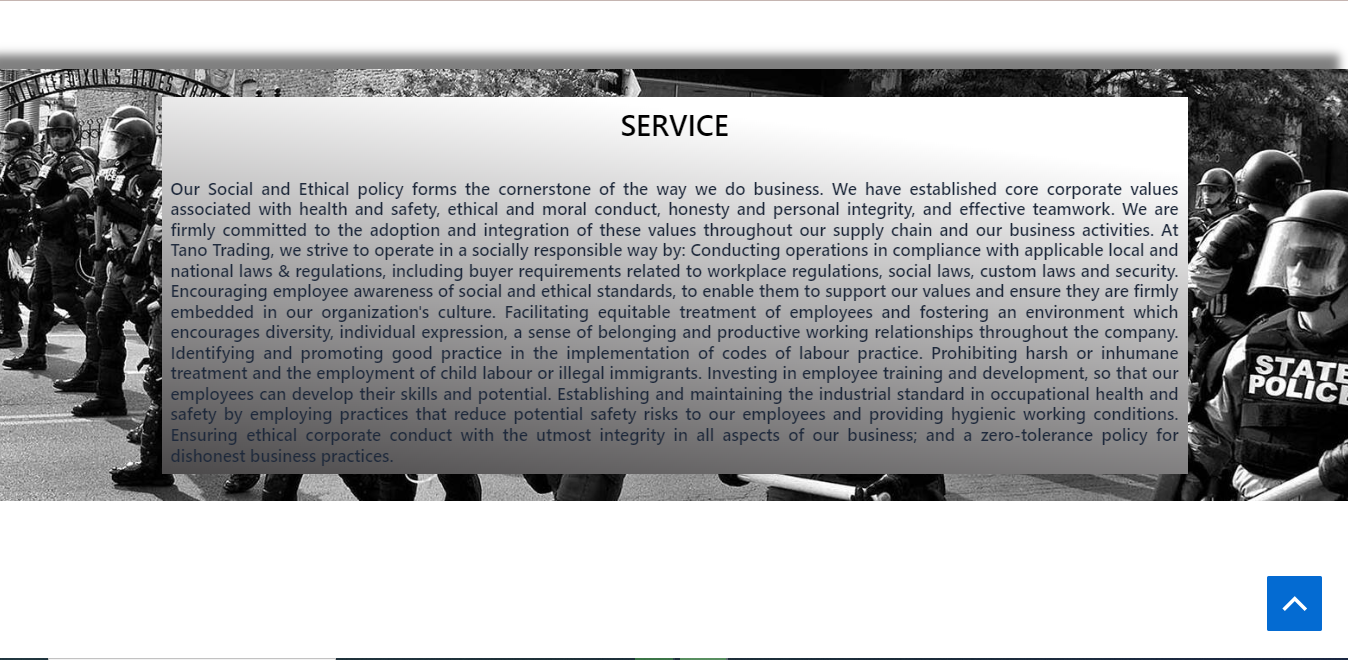 SERVICE
Our Social and Ethical policy forms the cornerstone of the way we do business. We have established core corporate values
associated with health and safety, ethical and moral conduct, honesty and personal integrity, and effective teamwork. We are
firmly committed to the adoption and integration of these values throughout our supply chain and our business activities. At
Tano Trading, we strive to operate in a socially responsible way by: Conducting operations in compliance with applicable local and
national laws & regulations, including buyer requirements related to workplace regulations, social laws, custom laws and security.
Encouraging employee awareness of social and ethical standards, to enable them to support our values and ensure they are firmly
embedded in our organization's culture. Facilitating equitable treatment of employees and fostering an environment which
encourages diversity, individual expression, a sense of belonging and productive working relationships throughout the company.
Identifying and promoting good practice in the implementation of codes of labour practice. Prohibiting harsh or inhumane
treatment and the employment of child labour or illegal immigrants. Investing in employee training and development, so that our
employees can develop their skills and potential. Establishing and maintaining the industrial standard in occupational health and
safety by employing practices that reduce potential safety risks to our employees and providing hygienic working conditions.
Ensuring ethical corporate conduct with the utmost integrity in all aspects of our business; and a zero-tolerance policy for
dishonest business practices.
STATE
POLICE